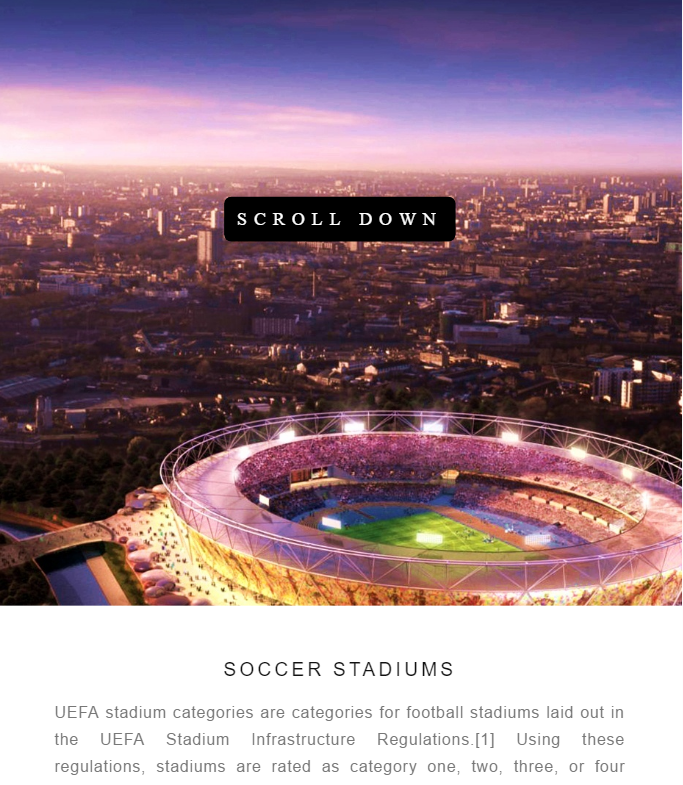 SCROLL DOWN
SOCCER STADIUMS
UEFA stadium categories are categories for football stadiums laid out in
the UEFA Stadium Infrastructure Regulations.[1] Using these
regulations, stadiums are rated as category one, two, three, or four